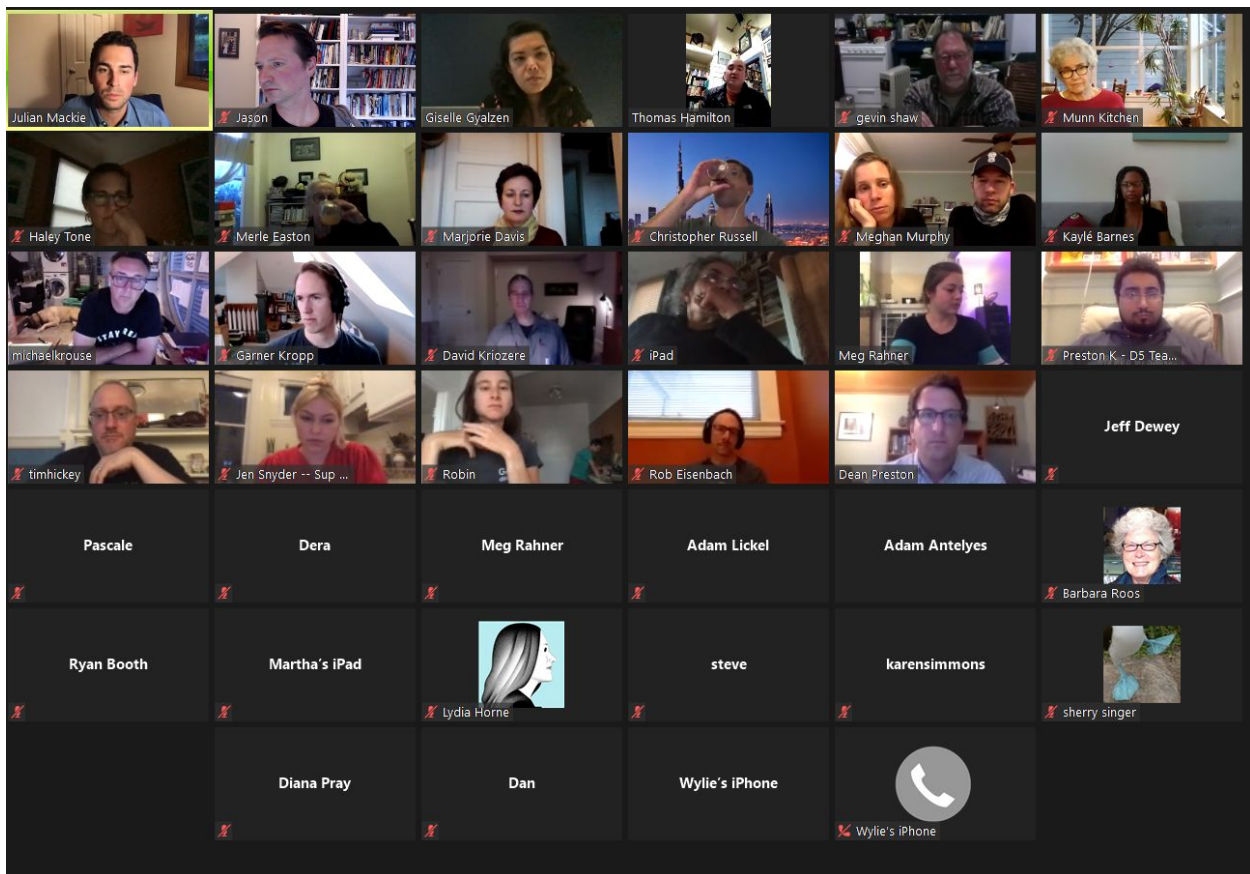 Julian Mackie
Jason
Giselle Gyalzen
Thomas Hamilton
gevin shaw
Munn Kitchen
Haley Tone
Merle Easton
Marjorie Davis
Christopher Russell
Meghan Murphy
Kaylé Barnes
STAY
michaelkrouse
Garner Kropp
David Kriozere
iPad
Meg Rahner
Preston K - D5 Tea...
timhickey
Jen Snyder -- Sup ...
Robin
Rob Eisenbach
Dean Preston
Jeff Dewey
Pascale
Dera
Meg Rahner
Adam Lickel
Adam Antelyes
Barbara Roos
Ryan Booth
Martha's iPad
Lydia Horne
steve
karensimmons
sherry singer
Diana Pray
Dan
Wylie's iPhone
Wylie's iPhone